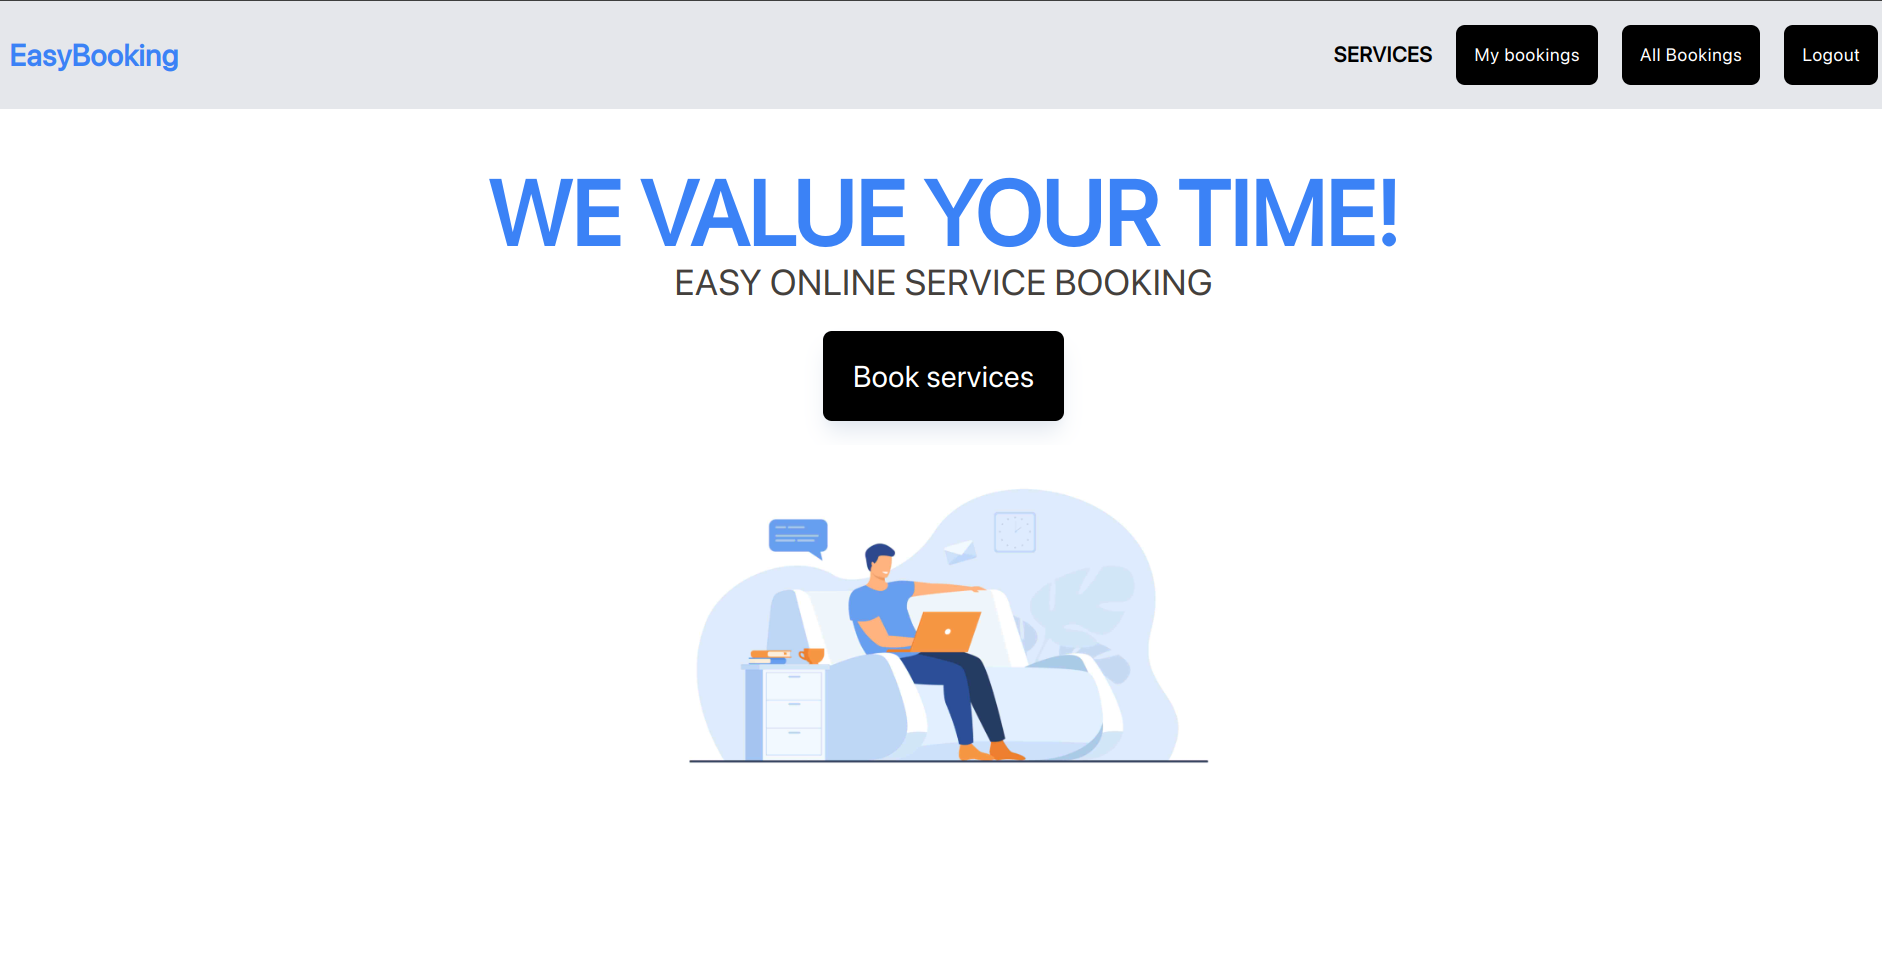 EasyBooking
SERVICES My bookings All Bookings Logout
WE VALUE YOUR TIME!
EASY ONLINE SERVICE BOOKING
Book services